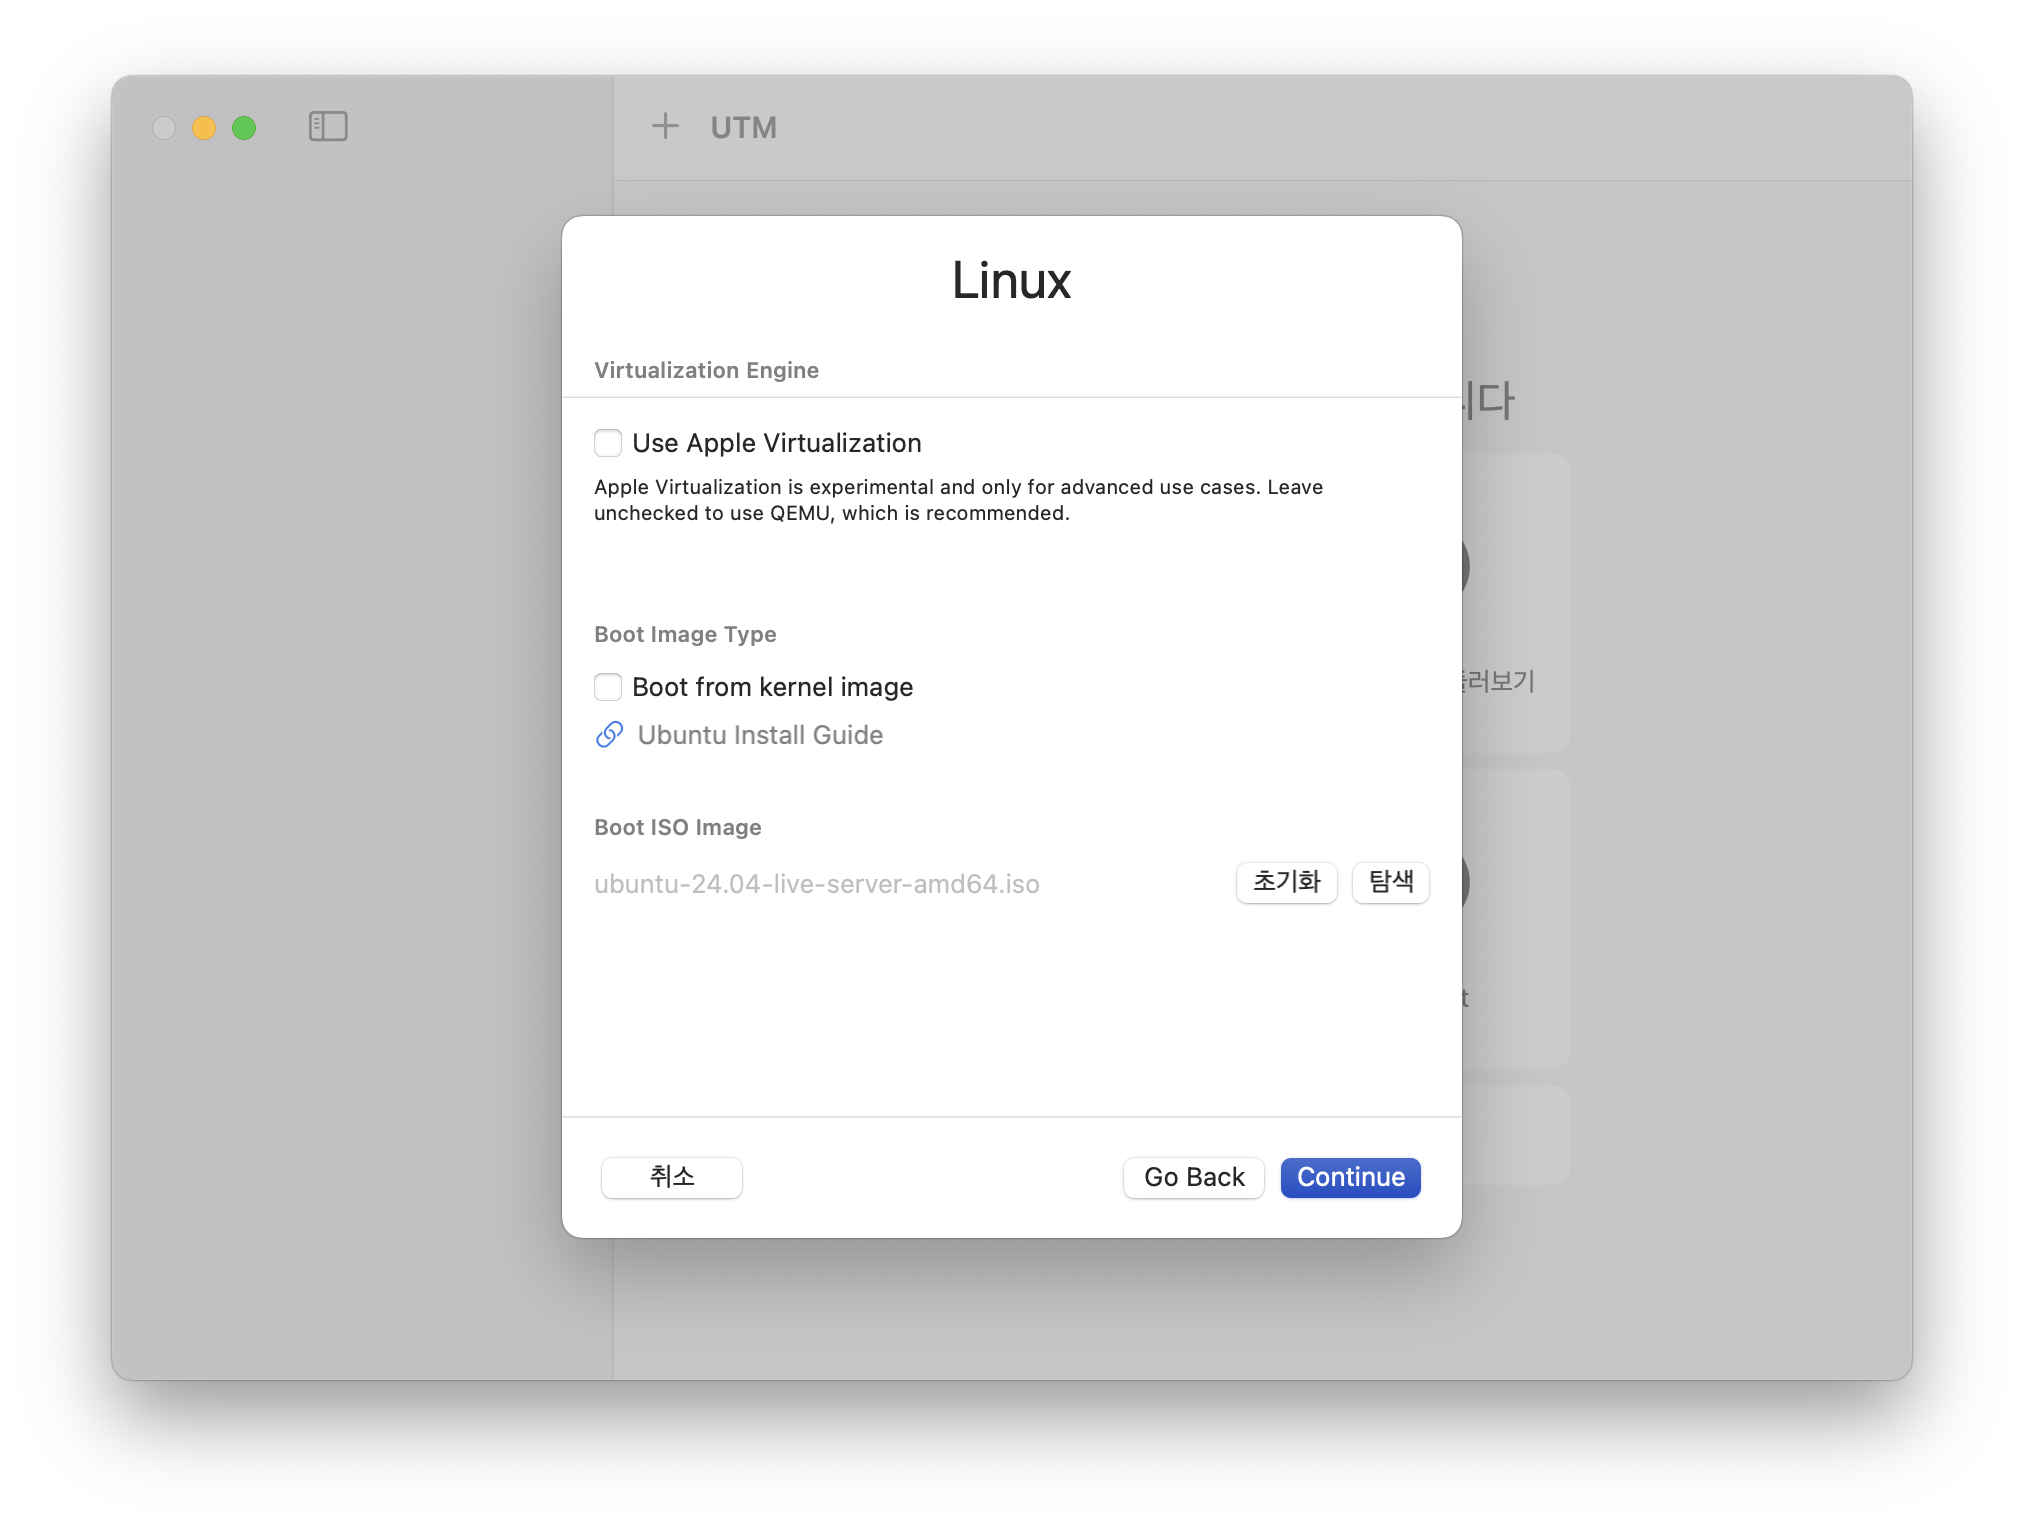 UTM
Linux
Virtualization Engine
Use Apple Virtualization
Apple Virtualization is experimental and only for advanced use cases. Leave
unchecked to use QEMU, which is recommended.
Boot Image Type
Boot from kernel image
Ubuntu Install Guide
Boot ISO Image
ubuntu-24.04-live-server-amd64.iso
초기화
탐색
취소
Go Back
Continue
니다
둘러보기
t